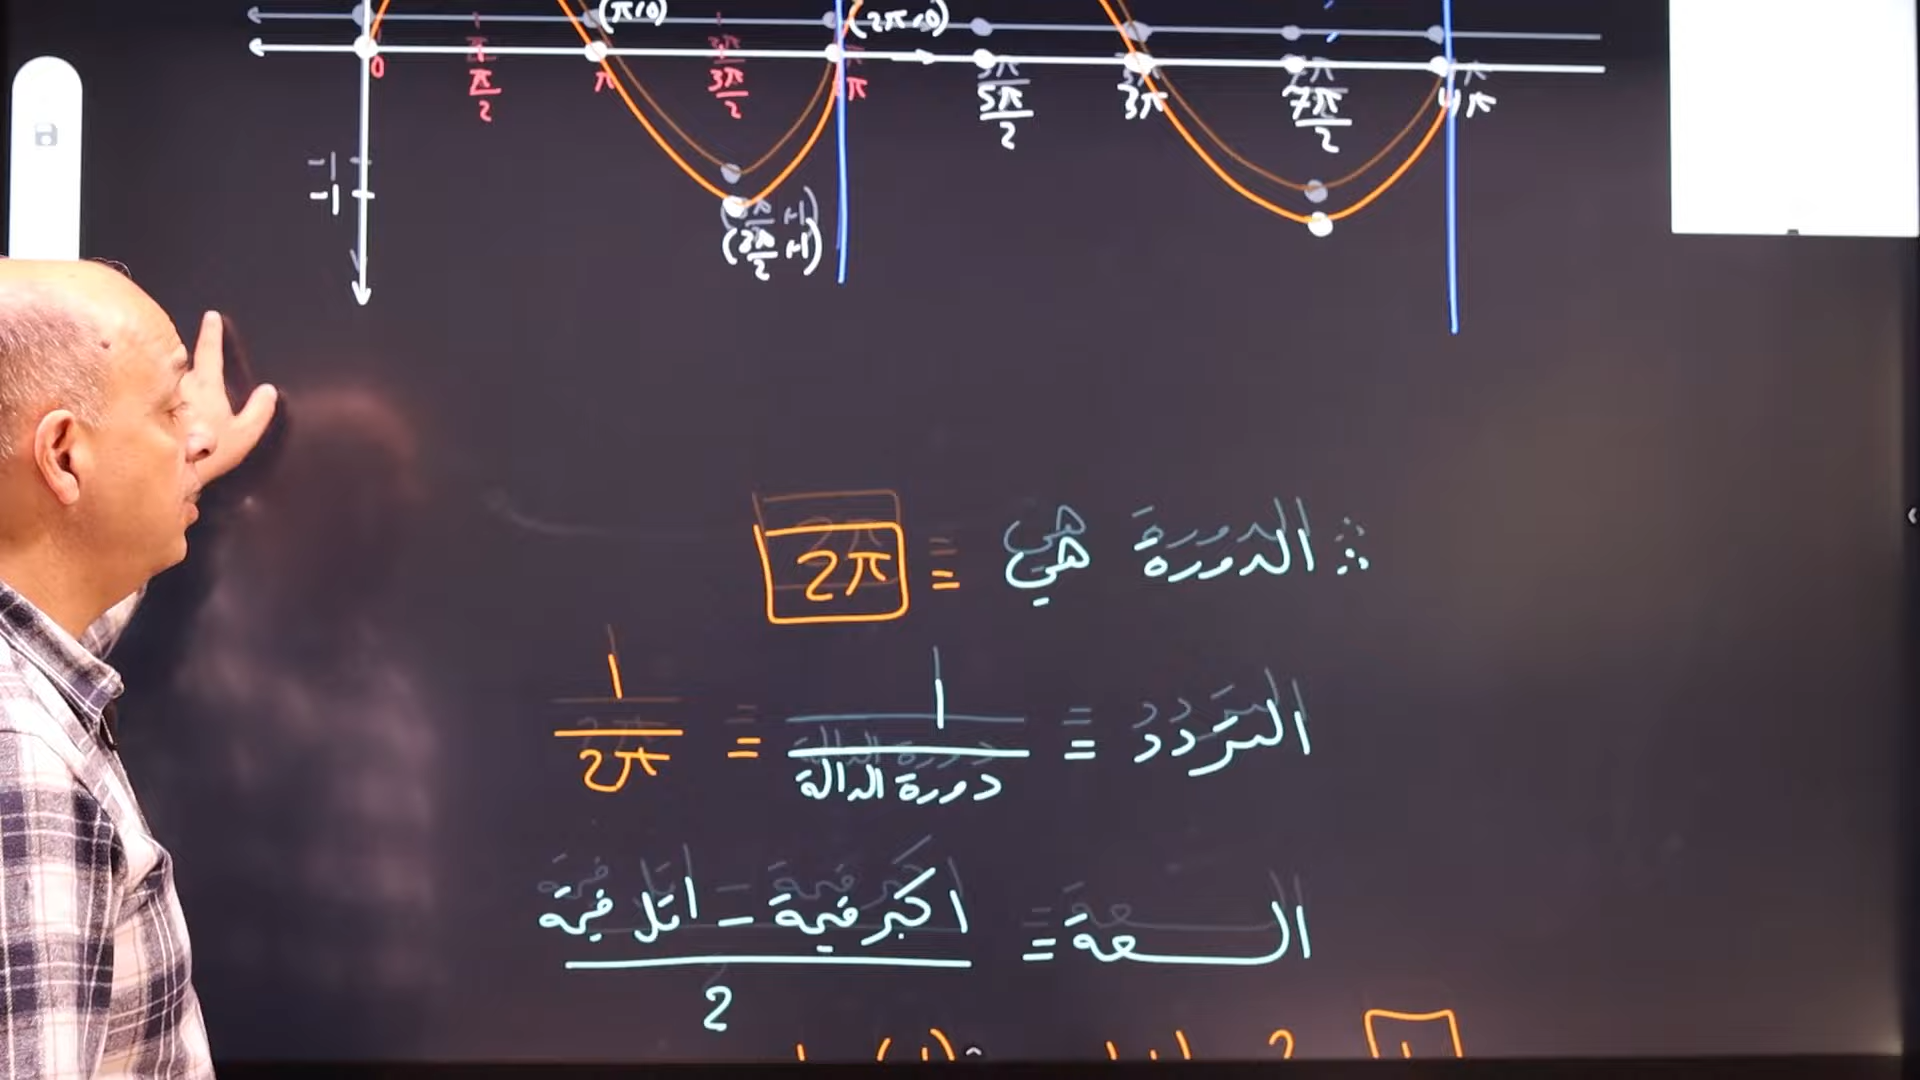 (π،0) (2π،0)
0 π/2 π 3π/2 2π 5π/2 3π 7π/2 4π
-1
(3π/2 ،-1)
∴ الدورة هي = 2π
التردد = 1/دورة الدالة = 1/2π
السعة = اكبر قيمة - اقل قيمة / 2